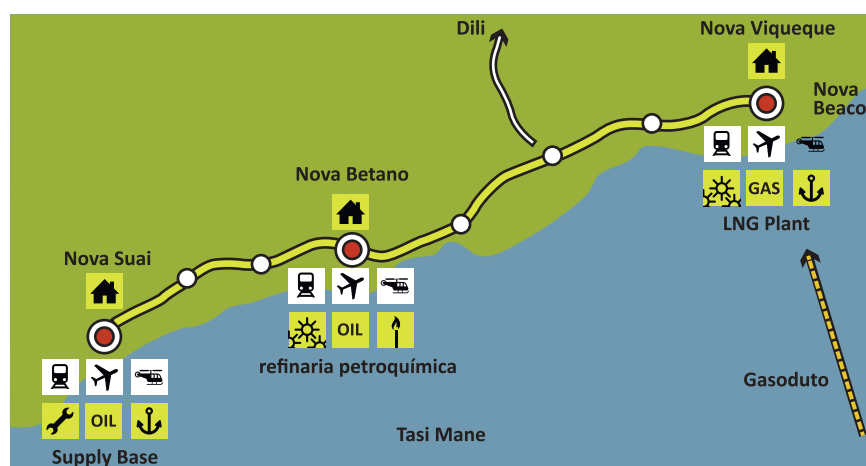 Dili
Nova Viqueque
Nova
Beaco
Nova Betano
GAS
LNG Plant
Nova Suai
OIL
refinaria petroquímica
Gasoduto
OIL
Tasi Mane
Supply Base